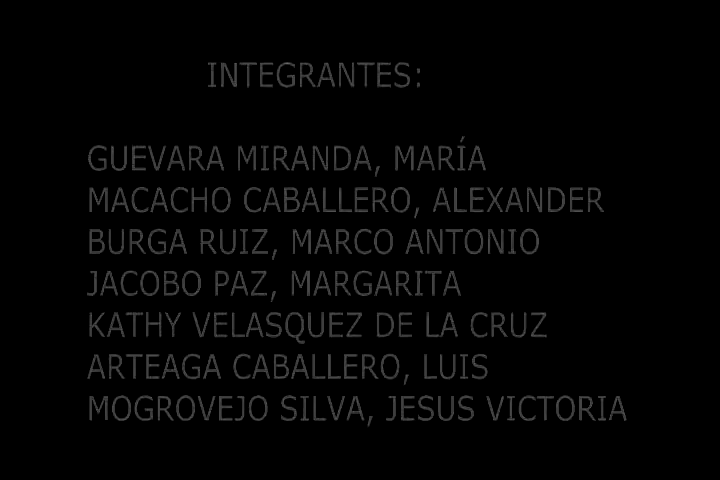 INTEGRANTES:
GUEVARA MIRANDA, MARÍA
MACACHO CABALLERO, ALEXANDER
BURGA RUIZ, MARCO ANTONIO
JACOBO PAZ, MARGARITA
KATHY VELASQUEZ DE LA CRUZ
ARTEAGA CABALLERO, LUIS
MOGROVEJO SILVA, JESUS VICTORIA